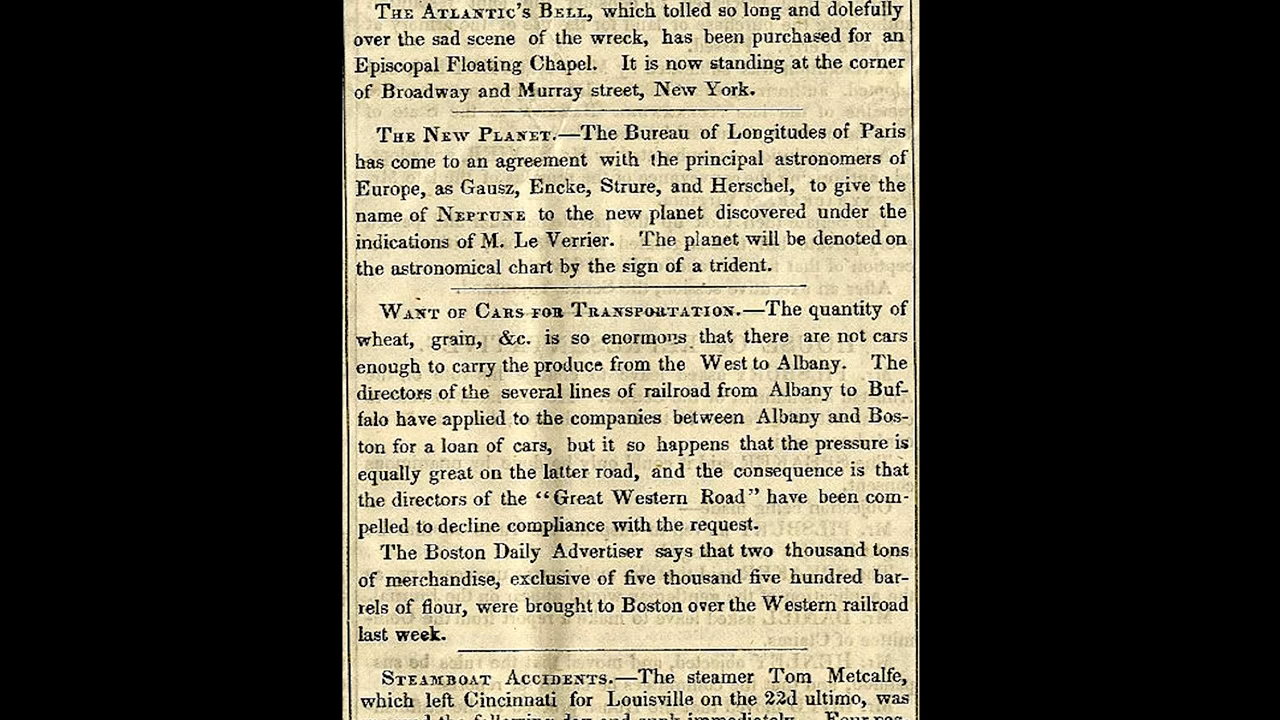 The Atlantic's Bell, which tolled so long and dolefully
over the sad scene of the wreck, has been purchased for an
Episcopal Floating Chapel. It is now standing at the corner
of Broadway and Murray street, New York.
The New Planet.—The Bureau of Longitudes of Paris
has come to an agreement with the principal astronomers of
Europe, as Gausz, Encke, Strure, and Herschel, to give the
name of Neptune to the new planet discovered under the
indications of M. Le Verrier. The planet will be denoted on
the astronomical chart by the sign of a trident.
Want of Cars for Transportation.—The quantity of
wheat, grain, &c. is so enormous that there are not cars
enough to carry the produce from the West to Albany. The
directors of the several lines of railroad from Albany to Buf-
falo have applied to the companies between Albany and Bos-
ton for a loan of cars, but it so happens that the pressure is
equally great on the latter road, and the consequence is that
the directors of the "Great Western Road" have been com-
pelled to decline compliance with the request.
The Boston Daily Advertiser says that two thousand tons
of merchandise, exclusive of five thousand five hundred bar-
rels of flour, were brought to Boston over the Western railroad
last week.
Steamboat Accidents.—The steamer Tom Metcalfe,
which left Cincinnati for Louisville on the 22d ultimo, was
the following day and sunk immediately. Four pas-